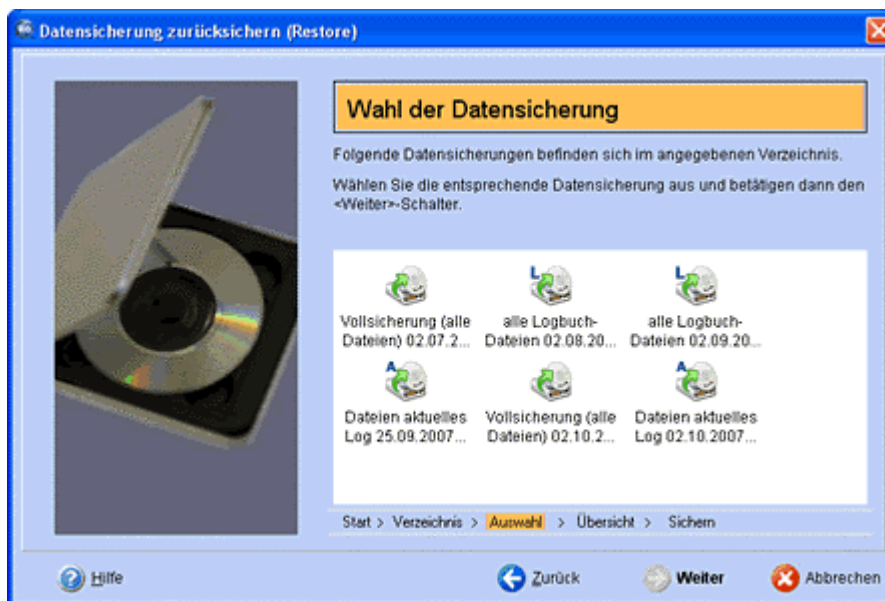 Datensicherung zurücksichern (Restore)
Wahl der Datensicherung
Folgende Datensicherungen befinden sich im angegebenen Verzeichnis.
Wählen Sie die entsprechende Datensicherung aus und betätigen dann den
<Weiter>-Schalter.
Vollsicherung (alle
Dateien) 02.07.2...
L
alle Logbuch-
Dateien 02.08.20...
L
alle Logbuch-
Dateien 02.09.20...
A
Dateien aktuelles
Log 25.09.2007...
Vollsicherung (alle
Dateien) 02.10.2...
A
Dateien aktuelles
Log 02.10.2007...
Start > Verzeichnis > Auswahl > Übersicht > Sichern
Hilfe
Zurück
Weiter
Abbrechen